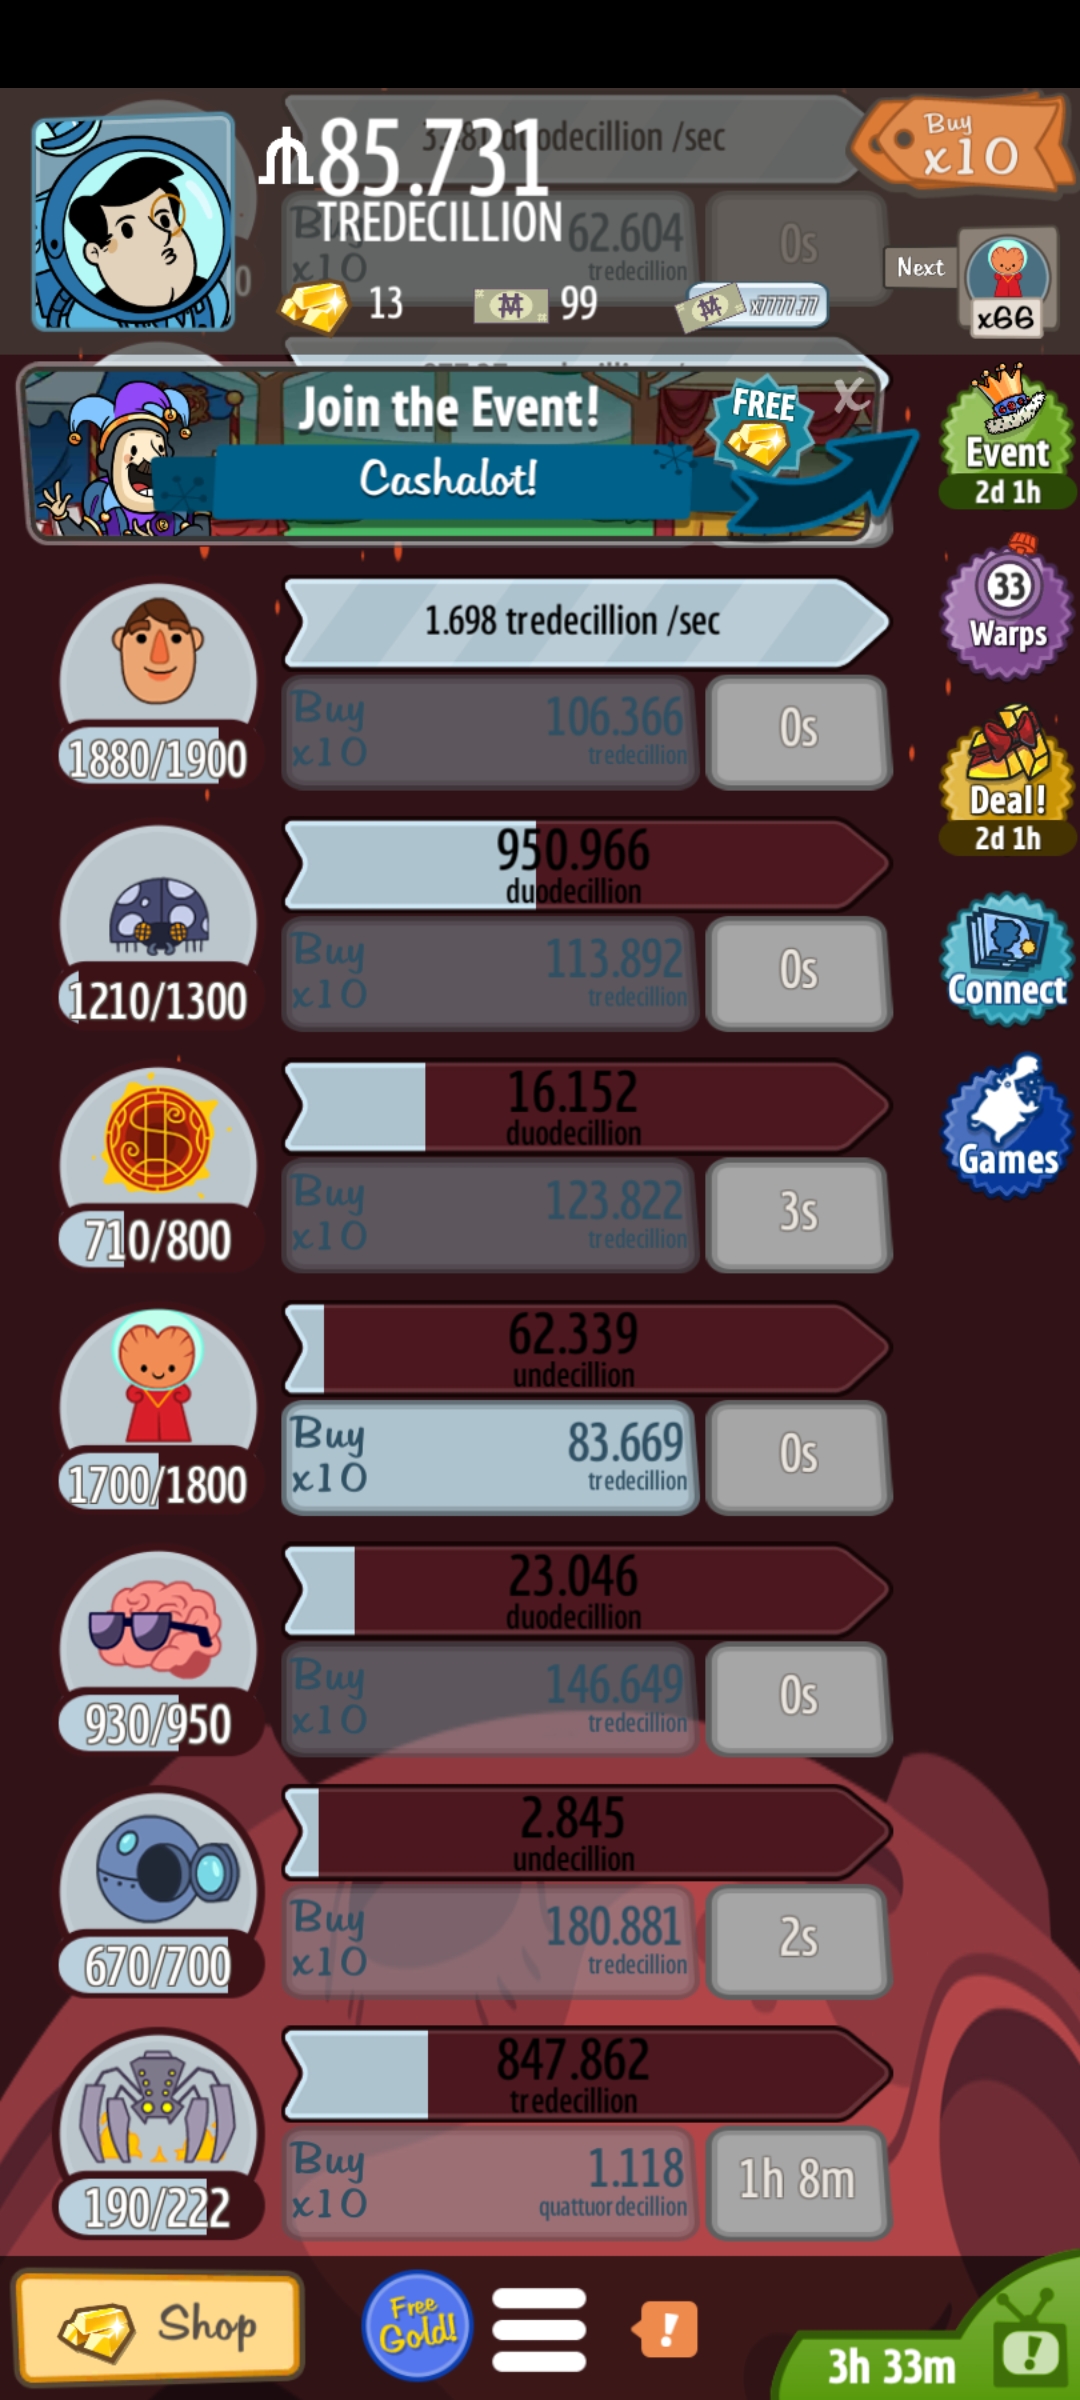 3.181 duodecillion /sec
₼85.731
TREDECILLION
Buy
x10
Buy
x10
62.604
tredecillion
0s
13
99
x7777.77
Next
x66
Join the Event!
FREE
X
Cashalot!
Event
2d 1h
1.698 tredecillion /sec
33
Warps
Buy
x10
106.366
tredecillion
0s
1880/1900
Deal!
2d 1h
950.966
duodecillion
Buy
x10
113.892
tredecillion
0s
1210/1300
Connect
16.152
duodecillion
Games
Buy
x10
123.822
tredecillion
3s
710/800
62.339
undecillion
Buy
x10
83.669
tredecillion
0s
1700/1800
23.046
duodecillion
Buy
x10
146.649
tredecillion
0s
930/950
2.845
undecillion
Buy
x10
180.881
tredecillion
2s
670/700
847.862
tredecillion
Buy
x10
1.118
quattuordecillion
1h 8m
190/222
Shop
Free
Gold!
!
3h 33m
!